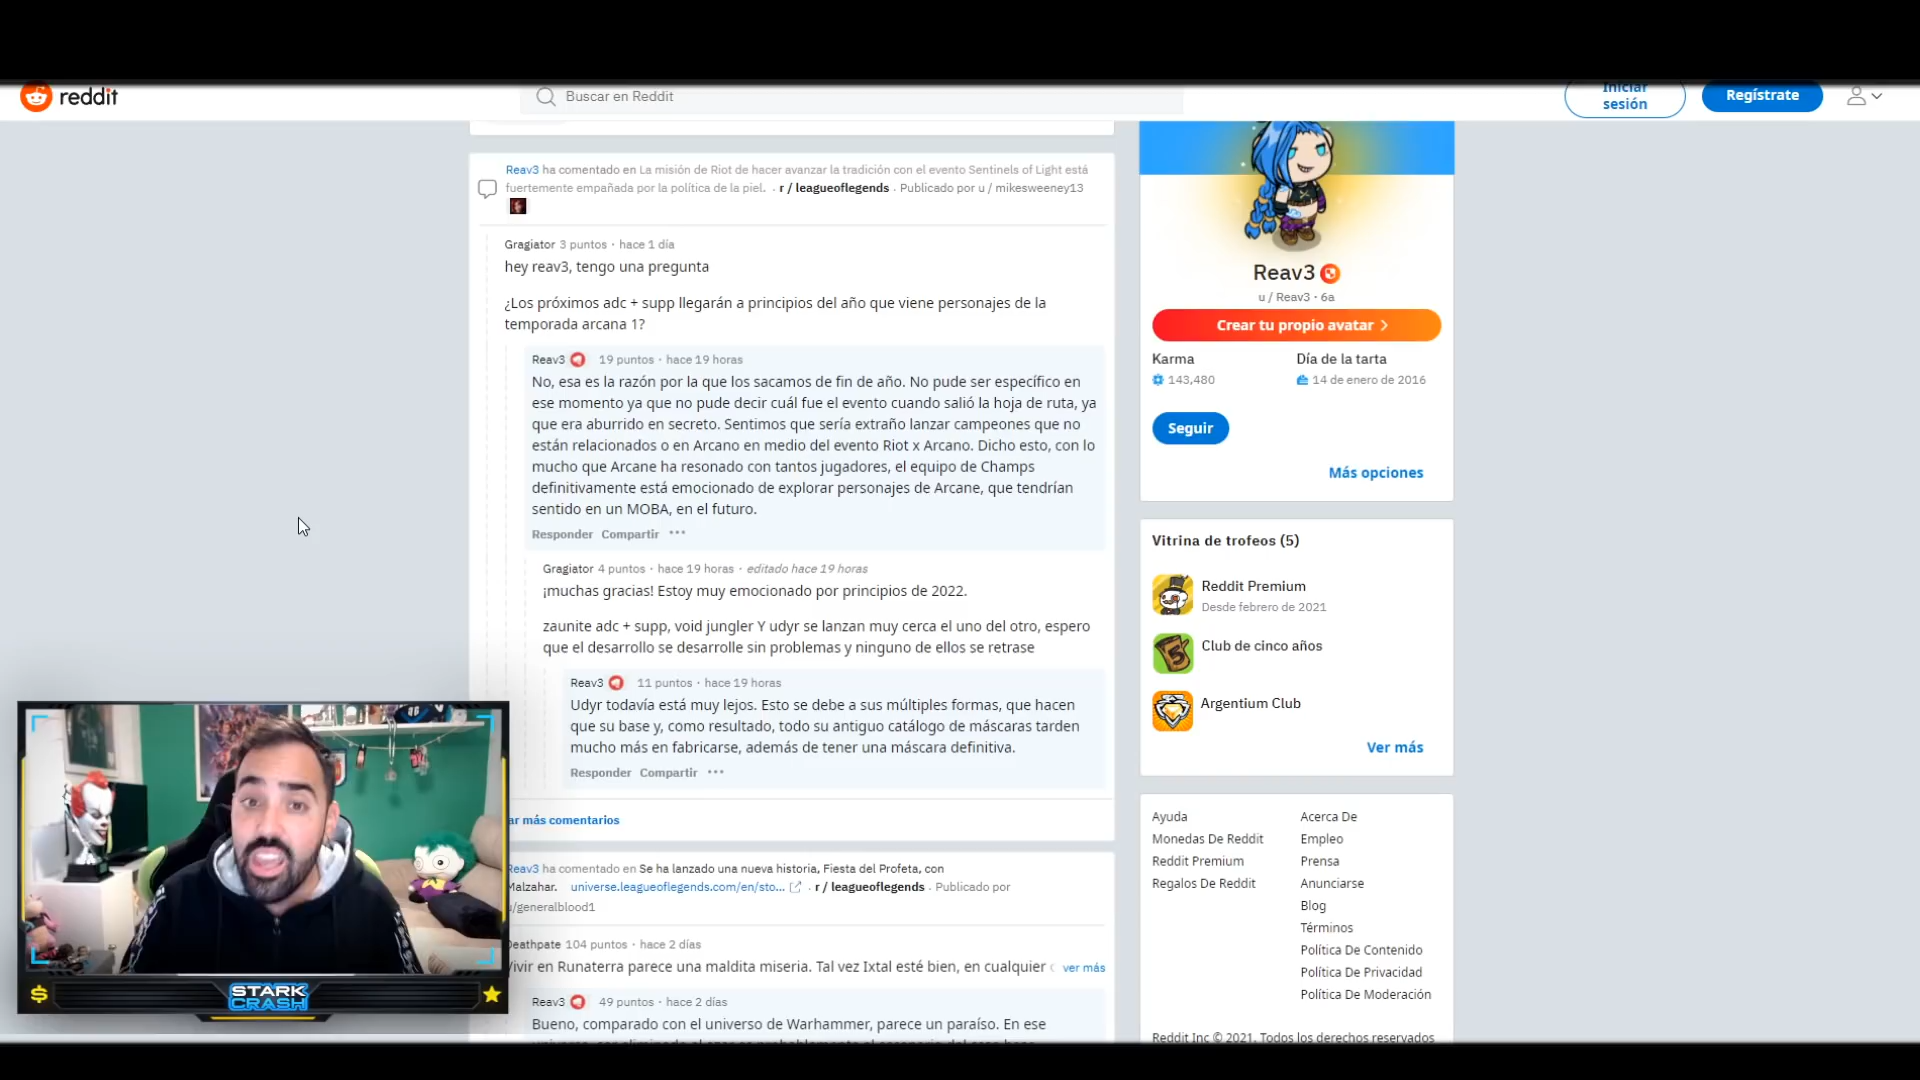 reddit
Buscar en Reddit
Iniciar
sesión
Regístrate
Reav3 ha comentado en La misión de Riot de hacer avanzar la tradición con el evento Sentinels of Light está
fuertemente empañada por la política de la piel. · r / leagueoflegends · Publicado por u / mikesweeney13
Gragiator 3 puntos · hace 1 día
hey reav3, tengo una pregunta
¿Los próximos adc + supp llegarán a principios del año que viene personajes de la
temporada arcana 1?
Reav3 19 puntos · hace 19 horas
No, esa es la razón por la que los sacamos de fin de año. No pude ser específico en
ese momento ya que no pude decir cuál fue el evento cuando salió la hoja de ruta, ya
que era aburrido en secreto. Sentimos que sería extraño lanzar campeones que no
están relacionados o en Arcano en medio del evento Riot x Arcano. Dicho esto, con lo
mucho que Arcane ha resonado con tantos jugadores, el equipo de Champs
definitivamente está emocionado de explorar personajes de Arcane, que tendrían
sentido en un MOBA, en el futuro.
Responder Compartir ···
Gragiator 4 puntos · hace 19 horas · editado hace 19 horas
¡muchas gracias! Estoy muy emocionado por principios de 2022.
zaunite adc + supp, void jungler Y udyr se lanzan muy cerca el uno del otro, espero
que el desarrollo se desarrolle sin problemas y ninguno de ellos se retrase
Reav3 11 puntos · hace 19 horas
Udyr todavía está muy lejos. Esto se debe a sus múltiples formas, que hacen
que su base y, como resultado, todo su antiguo catálogo de máscaras tarden
mucho más en fabricarse, además de tener una máscara definitiva.
Responder Compartir ···
ar más comentarios
Reav3 ha comentado en Se ha lanzado una nueva historia, Fiesta del Profeta, con
Malzahar. universe.leagueoflegends.com/en/sto... · r / leagueoflegends · Publicado por
u/generalblood1
Deathpate 104 puntos · hace 2 días
Vivir en Runaterra parece una maldita miseria. Tal vez Ixtal esté bien, en cualquier ver más
Reav3 49 puntos · hace 2 días
Bueno, comparado con el universo de Warhammer, parece un paraíso. En ese
Reav3
u / Reav3 · 6a
Crear tu propio avatar
Karma Día de la tarta
143,480 14 de enero de 2016
Seguir
Más opciones
Vitrina de trofeos (5)
Reddit Premium
Desde febrero de 2021
5
Club de cinco años
Argentium Club
Ver más
Ayuda Acerca De
Monedas De Reddit Empleo
Reddit Premium Prensa
Regalos De Reddit Anunciarse
Blog
Términos
Política De Contenido
Política De Privacidad
Política De Moderación
Reddit Inc © 2021. Todos los derechos reservados
$
STARK
CRASH